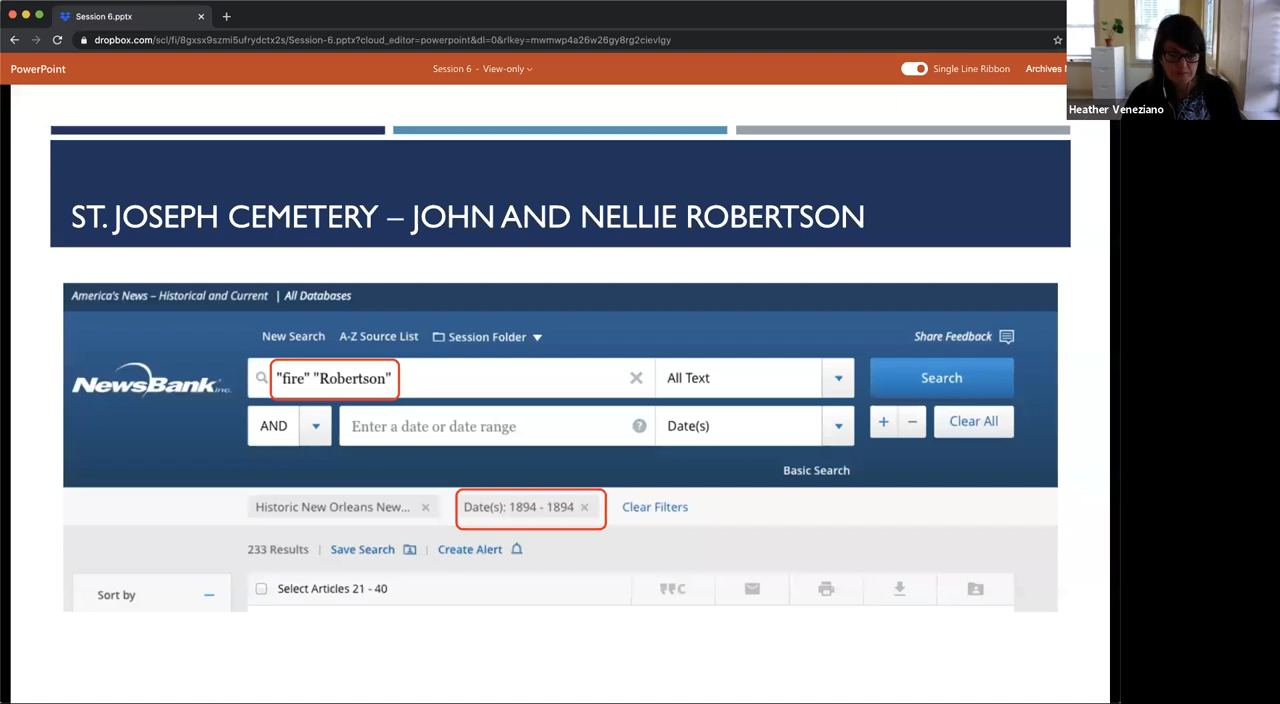 Session 6.pptx
dropbox.com/scl/fi/8gxsx9szmi5ufrydctx2s/Session-6.pptx?cloud_editor=powerpoint&dl=0&rlkey=mwmwp4a26w26gy8rg2cievlgy
PowerPoint
Session 6 - View-only
Single Line Ribbon
Archives
Heather Veneziano
ST. JOSEPH CEMETERY – JOHN AND NELLIE ROBERTSON
America's News – Historical and Current | All Databases
New Search A-Z Source List Session Folder
Share Feedback
NewsBank inc.
"fire" "Robertson"
All Text
Search
AND
Enter a date or date range
Date(s)
+ −
Clear All
Basic Search
Historic New Orleans New... ×
Date(s): 1894 - 1894 ×
Clear Filters
233 Results | Save Search | Create Alert
Sort by
Select Articles 21 - 40